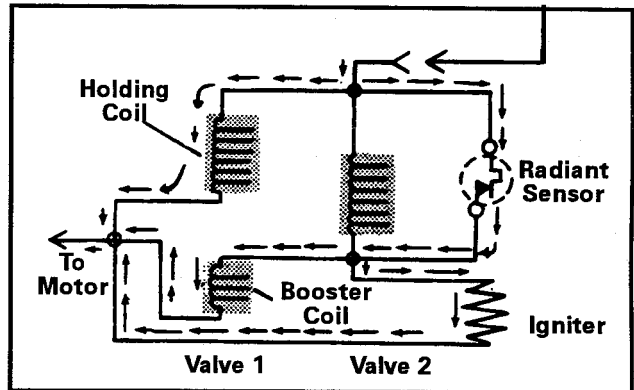 Holding
Coil
Radiant
Sensor
To
Motor
Booster
Coil
Igniter
Valve 1
Valve 2